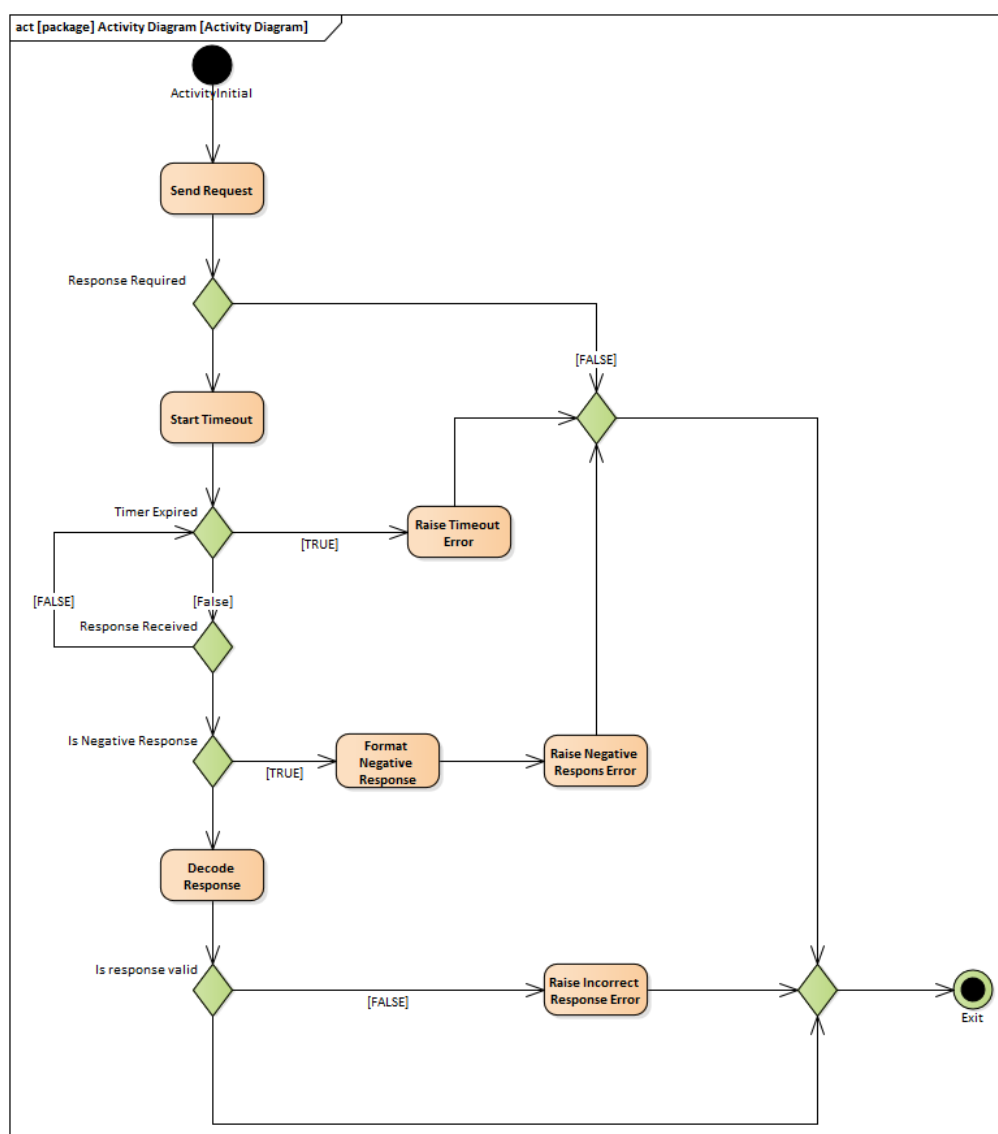 act [package] Activity Diagram [Activity Diagram]
ActivityInitial
Send Request
Response Required
[FALSE]
Start Timeout
Timer Expired
[TRUE]
Raise Timeout
Error
[FALSE]
[False]
Response Received
Is Negative Response
[TRUE]
Format
Negative
Response
Raise Negative
Respons Error
Decode
Response
Is response valid
[FALSE]
Raise Incorrect
Response Error
Exit